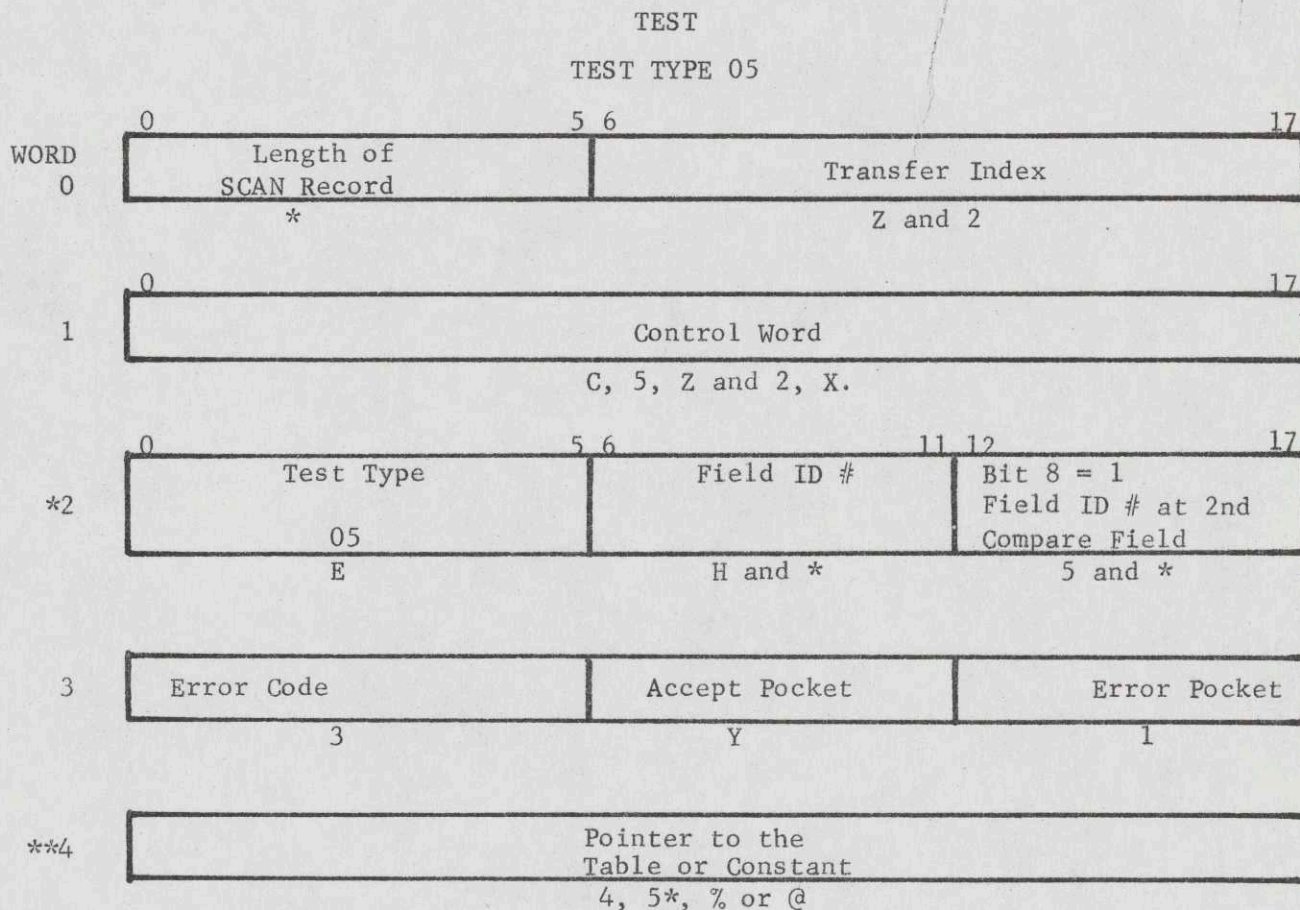 TEST
TEST TYPE 05
0 5 6 17
WORD
0
Length of
SCAN Record
Transfer Index
* Z and 2
0 17
1 Control Word
C, 5, Z and 2, X.
0 5 6 11 12 17
*2
Test Type
05
Field ID #
Bit 8 = 1
Field ID # at 2nd
Compare Field
E H and * 5 and *
3 Error Code Accept Pocket Error Pocket
3 Y 1
**4
Pointer to the
Table or Constant
4, 5*, % or @